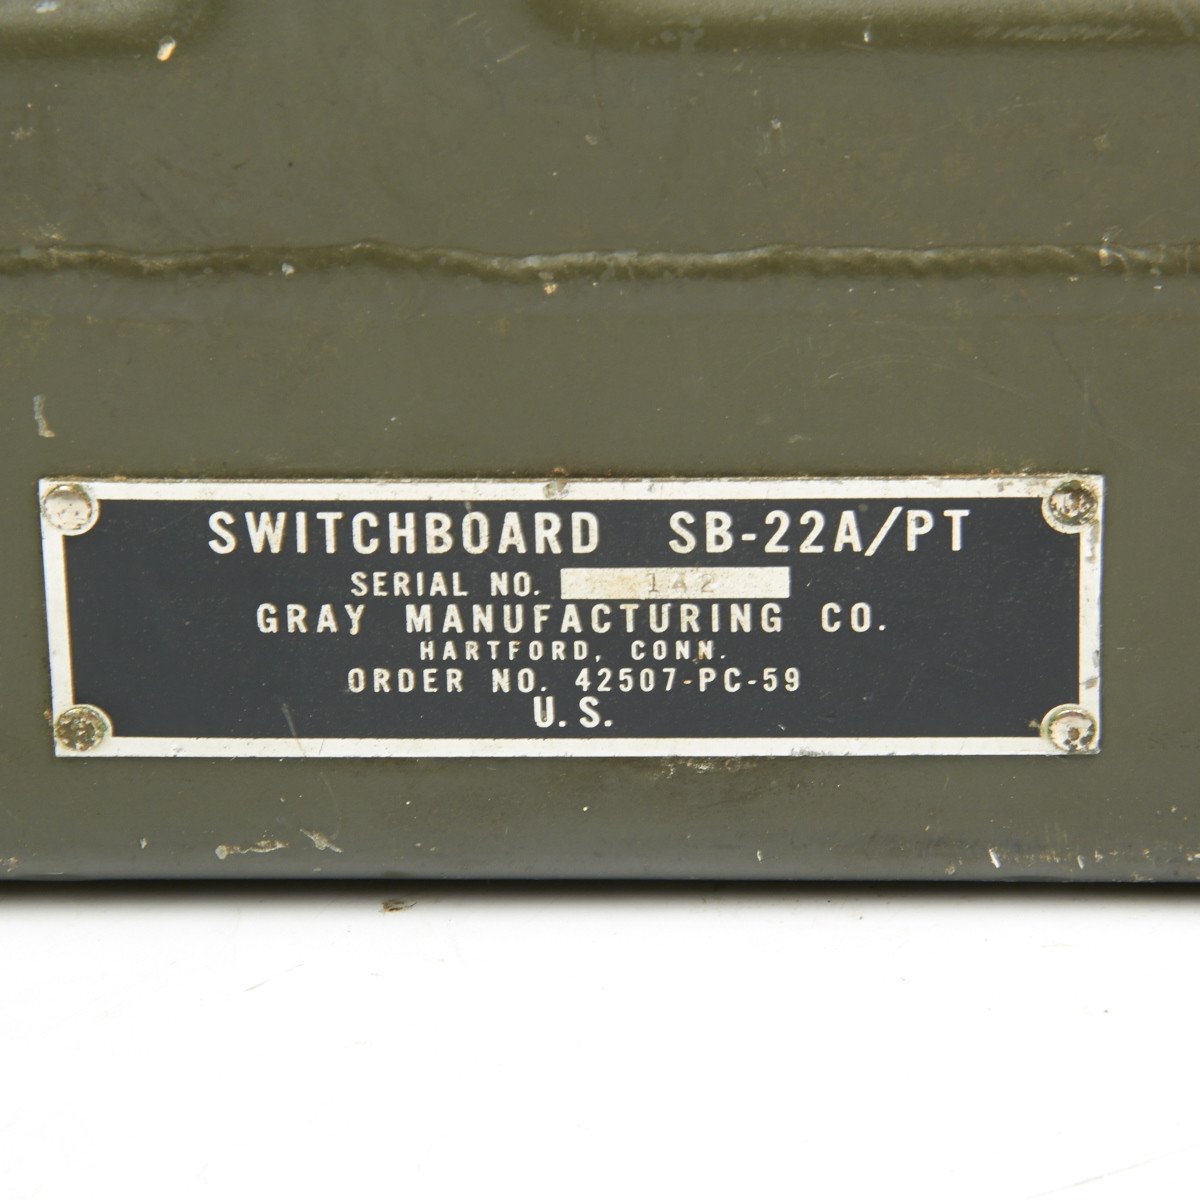 SWITCHBOARD SB-22A/PT
SERIAL NO. 142
GRAY MANUFACTURING CO.
HARTFORD, CONN.
ORDER NO. 42507-PC-59
U.S.